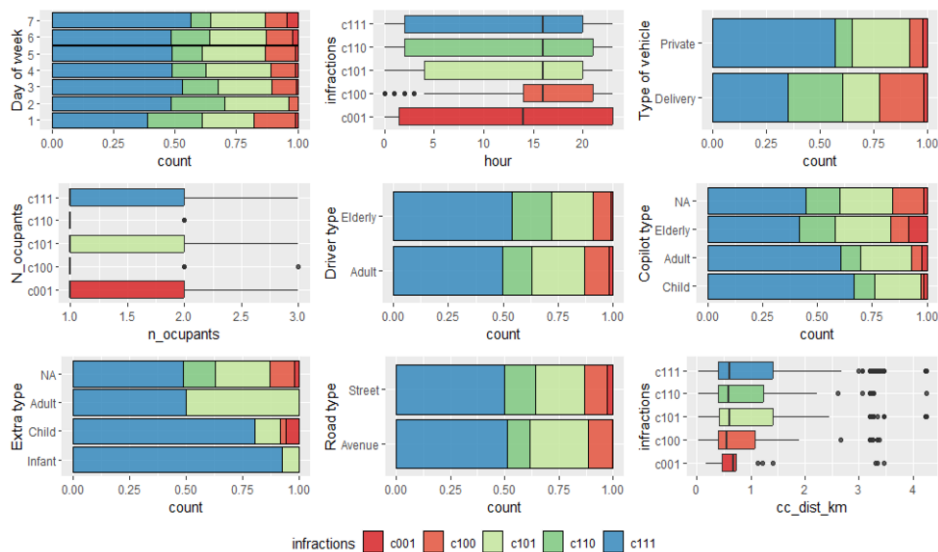 Day of week
7
6
5
4
3
2
1
0.00 0.25 0.50 0.75 1.00
count
infractions
c111
c110
c101
c100
c001
0 5 10 15 20
hour
Type of vehicle
Private
Delivery
0.00 0.25 0.50 0.75 1.00
count
N_ocupants
c111
c110
c101
c100
c001
1.0 1.5 2.0 2.5 3.0
n_ocupants
Driver type
Elderly
Adult
0.00 0.25 0.50 0.75 1.00
count
Copilot type
NA
Elderly
Adult
Child
0.00 0.25 0.50 0.75 1.00
count
Extra type
NA
Adult
Child
Infant
0.00 0.25 0.50 0.75 1.00
count
Road type
Street
Avenue
0.00 0.25 0.50 0.75 1.00
count
infractions
c111
c110
c101
c100
c001
0 1 2 3 4
cc_dist_km
infractions c001 c100 c101 c110 c111